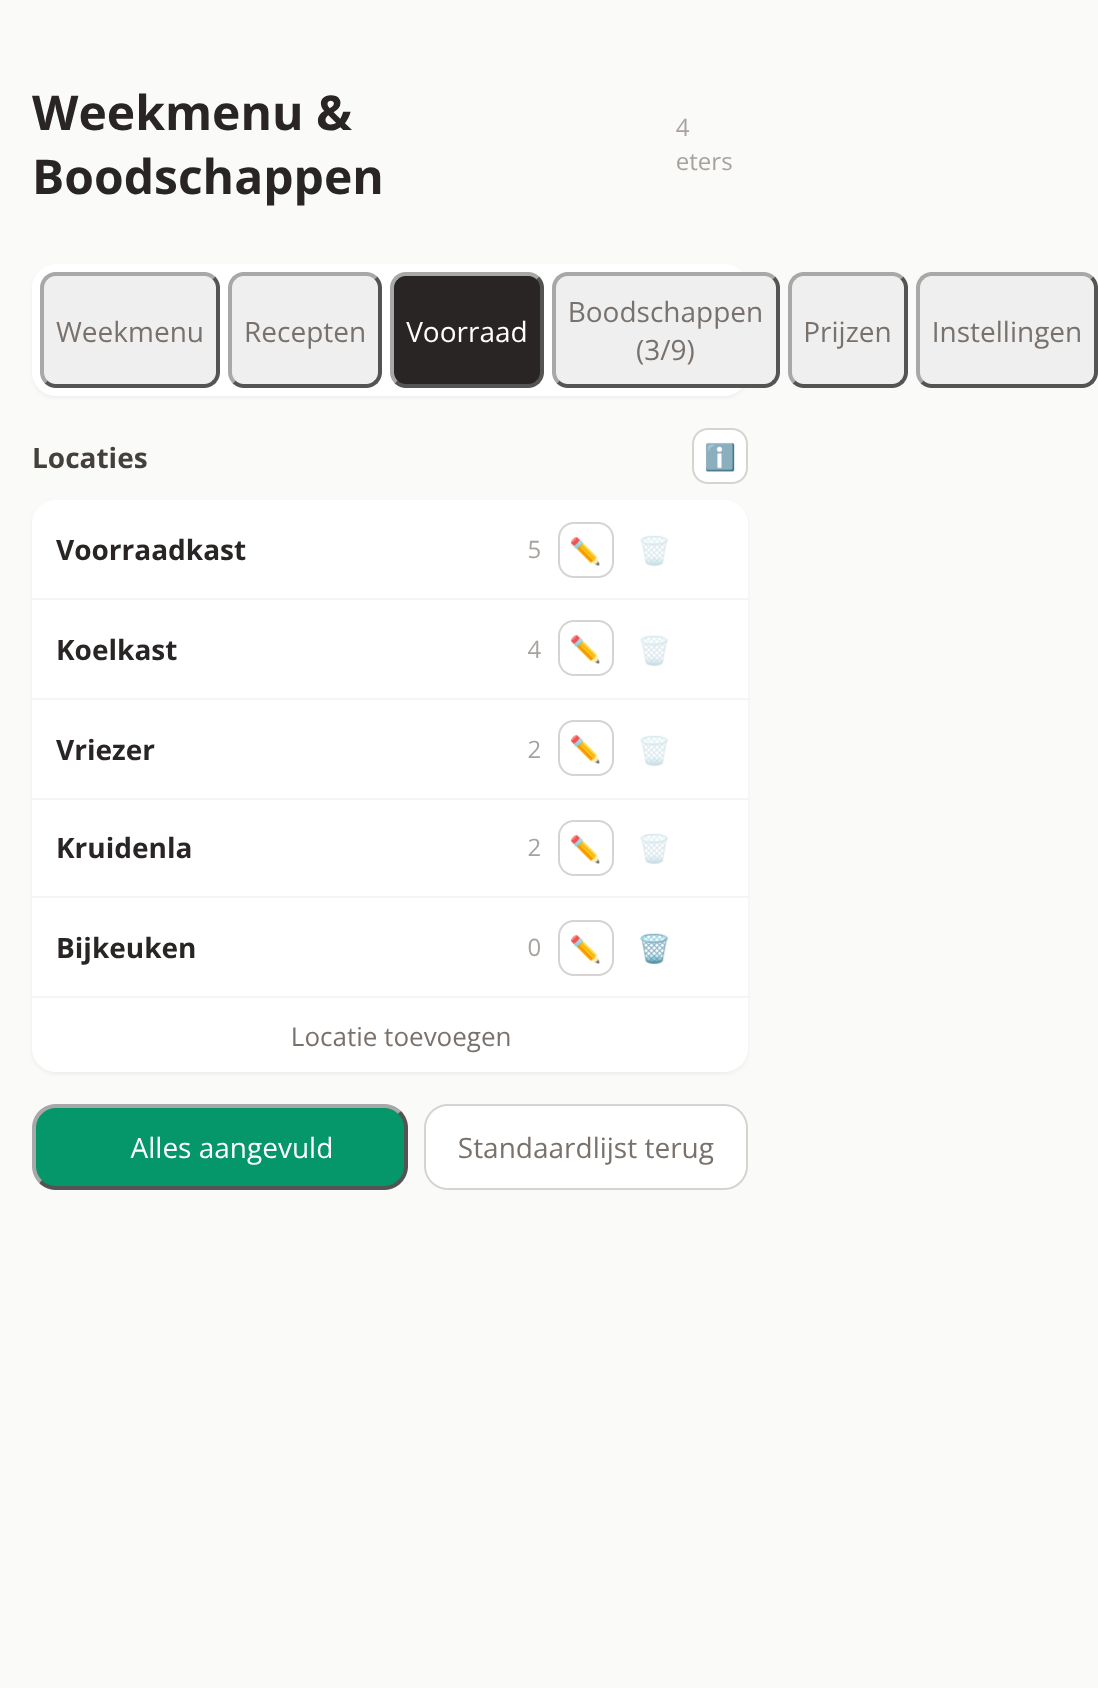 Weekmenu &
Boodschappen
4
eters
Weekmenu
Recepten
Voorraad
Boodschappen
(3/9)
Prijzen
Instellingen
Locaties
Voorraadkast 5
Koelkast 4
Vriezer 2
Kruidenla 2
Bijkeuken 0
Locatie toevoegen
Alles aangevuld
Standaardlijst terug